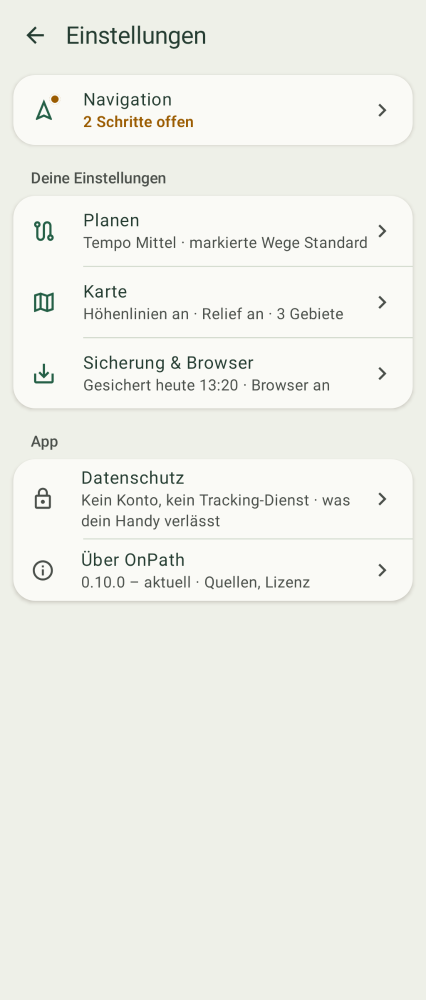 Einstellungen
Navigation
2 Schritte offen
Deine Einstellungen
Planen
Tempo Mittel · markierte Wege Standard
Karte
Höhenlinien an · Relief an · 3 Gebiete
Sicherung & Browser
Gesichert heute 13:20 · Browser an
App
Datenschutz
Kein Konto, kein Tracking-Dienst · was
dein Handy verlässt
Über OnPath
0.10.0 – aktuell · Quellen, Lizenz